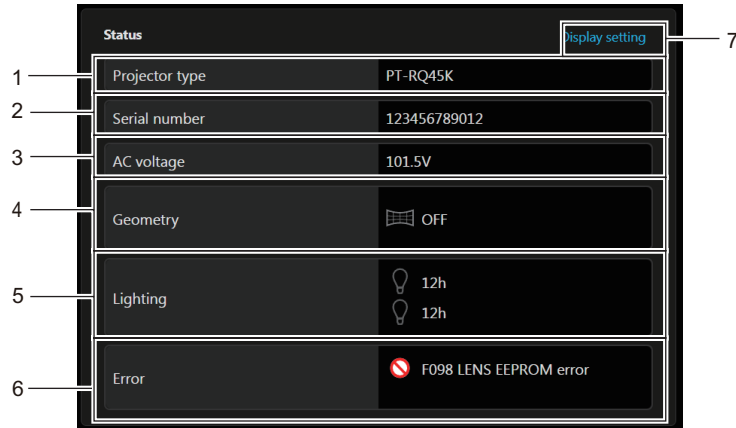 Status
Display setting
7
1
Projector type
PT-RQ45K
2
Serial number
123456789012
3
AC voltage
101.5V
4
Geometry
OFF
5
Lighting
12h
12h
6
Error
F098 LENS EEPROM error